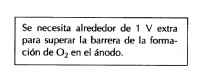 Se necesita alrededor de 1 V extra
para superar la barrera de la forma-
ción de O₂ en el ánodo.